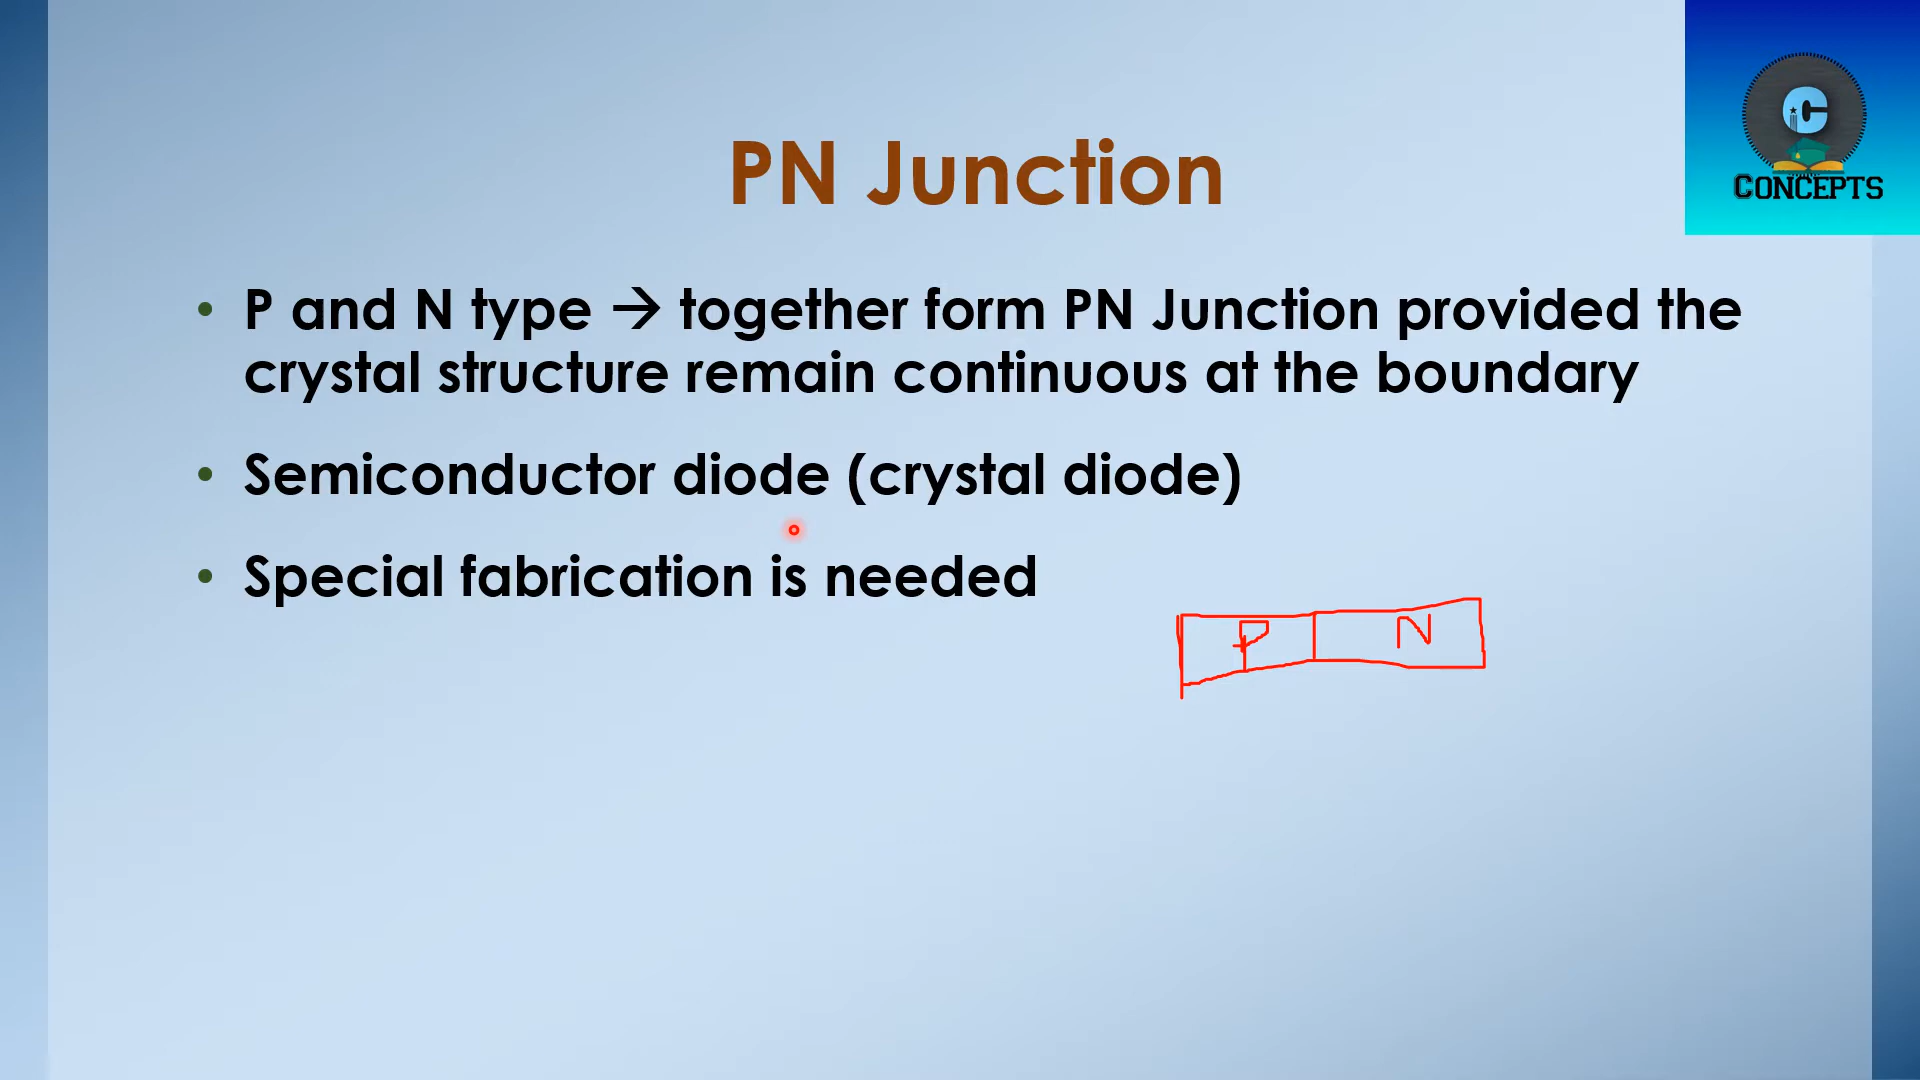 C
CONCEPTS
PN Junction
• P and N type → together form PN Junction provided the
crystal structure remain continuous at the boundary
• Semiconductor diode (crystal diode)
• Special fabrication is needed
P N